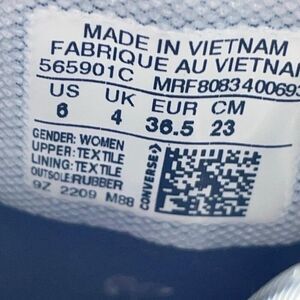 MADE IN VIETNAM
FABRIQUE AU VIETNAM
565901C MRF8083400693
US UK EUR CM
6 4 36.5 23
GENDER: WOMEN
UPPER: TEXTILE
LINING: TEXTILE
OUTSOLE:RUBBER
9Z 2209 M88
CONVERSE